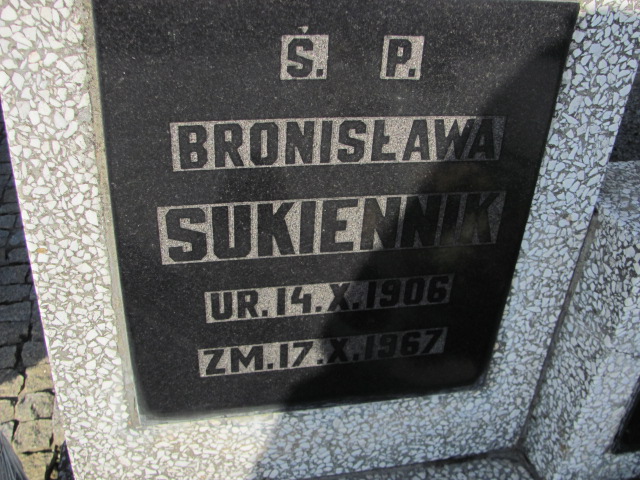 Ś. P.
BRONISŁAWA
SUKIENNIK
UR.14.X.1906
ZM.17.X.1967